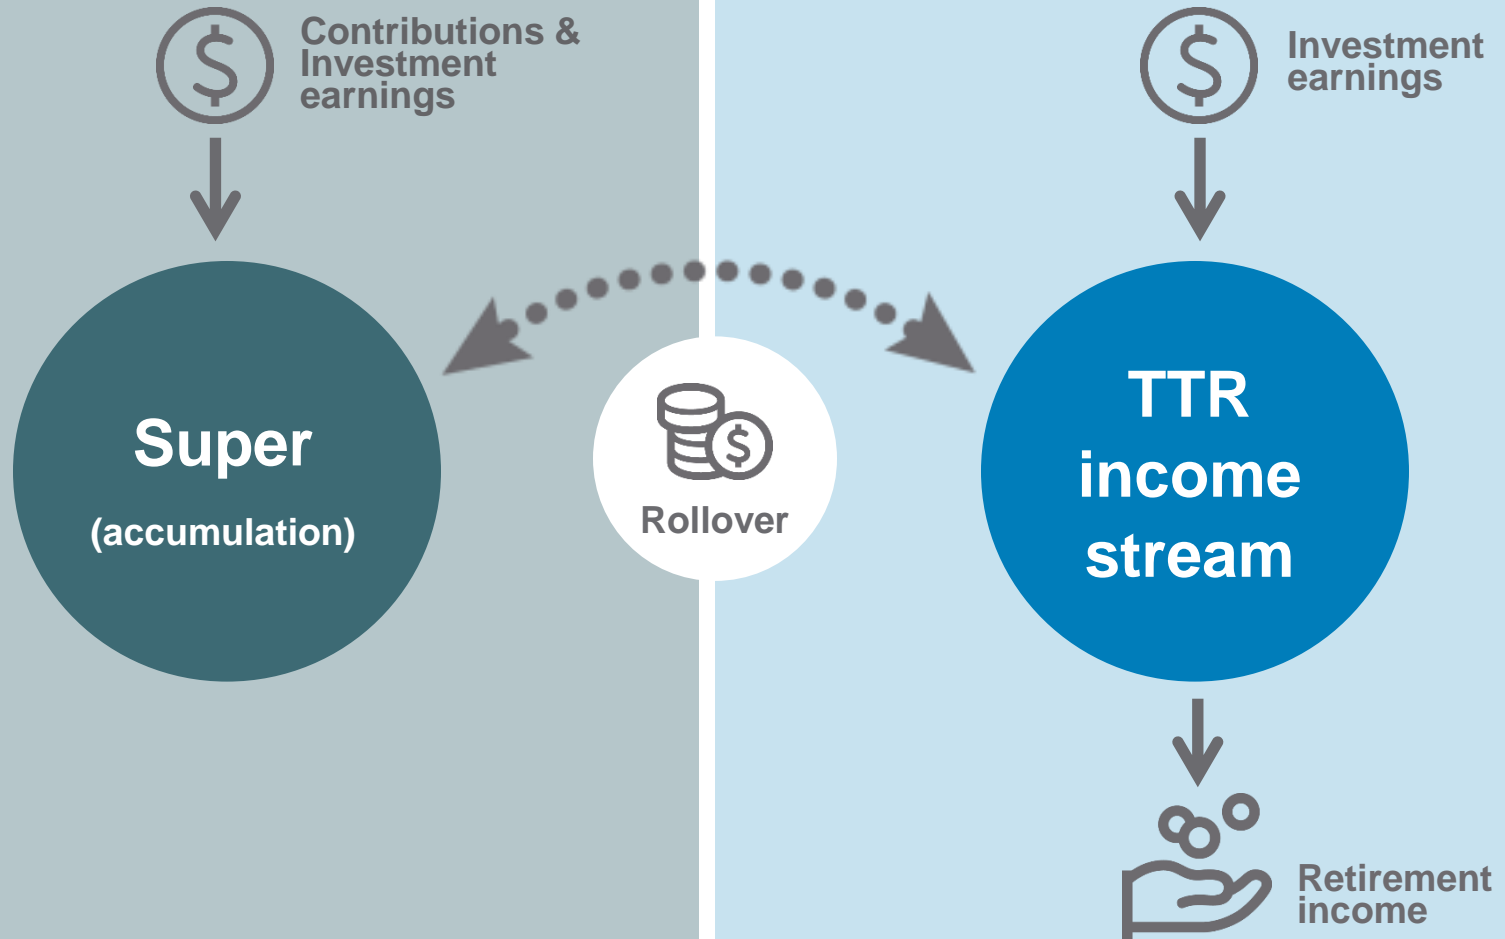 Contributions &
Investment
earnings
Super
(accumulation)
Rollover
Investment
earnings
TTR
income
stream
Retirement
income